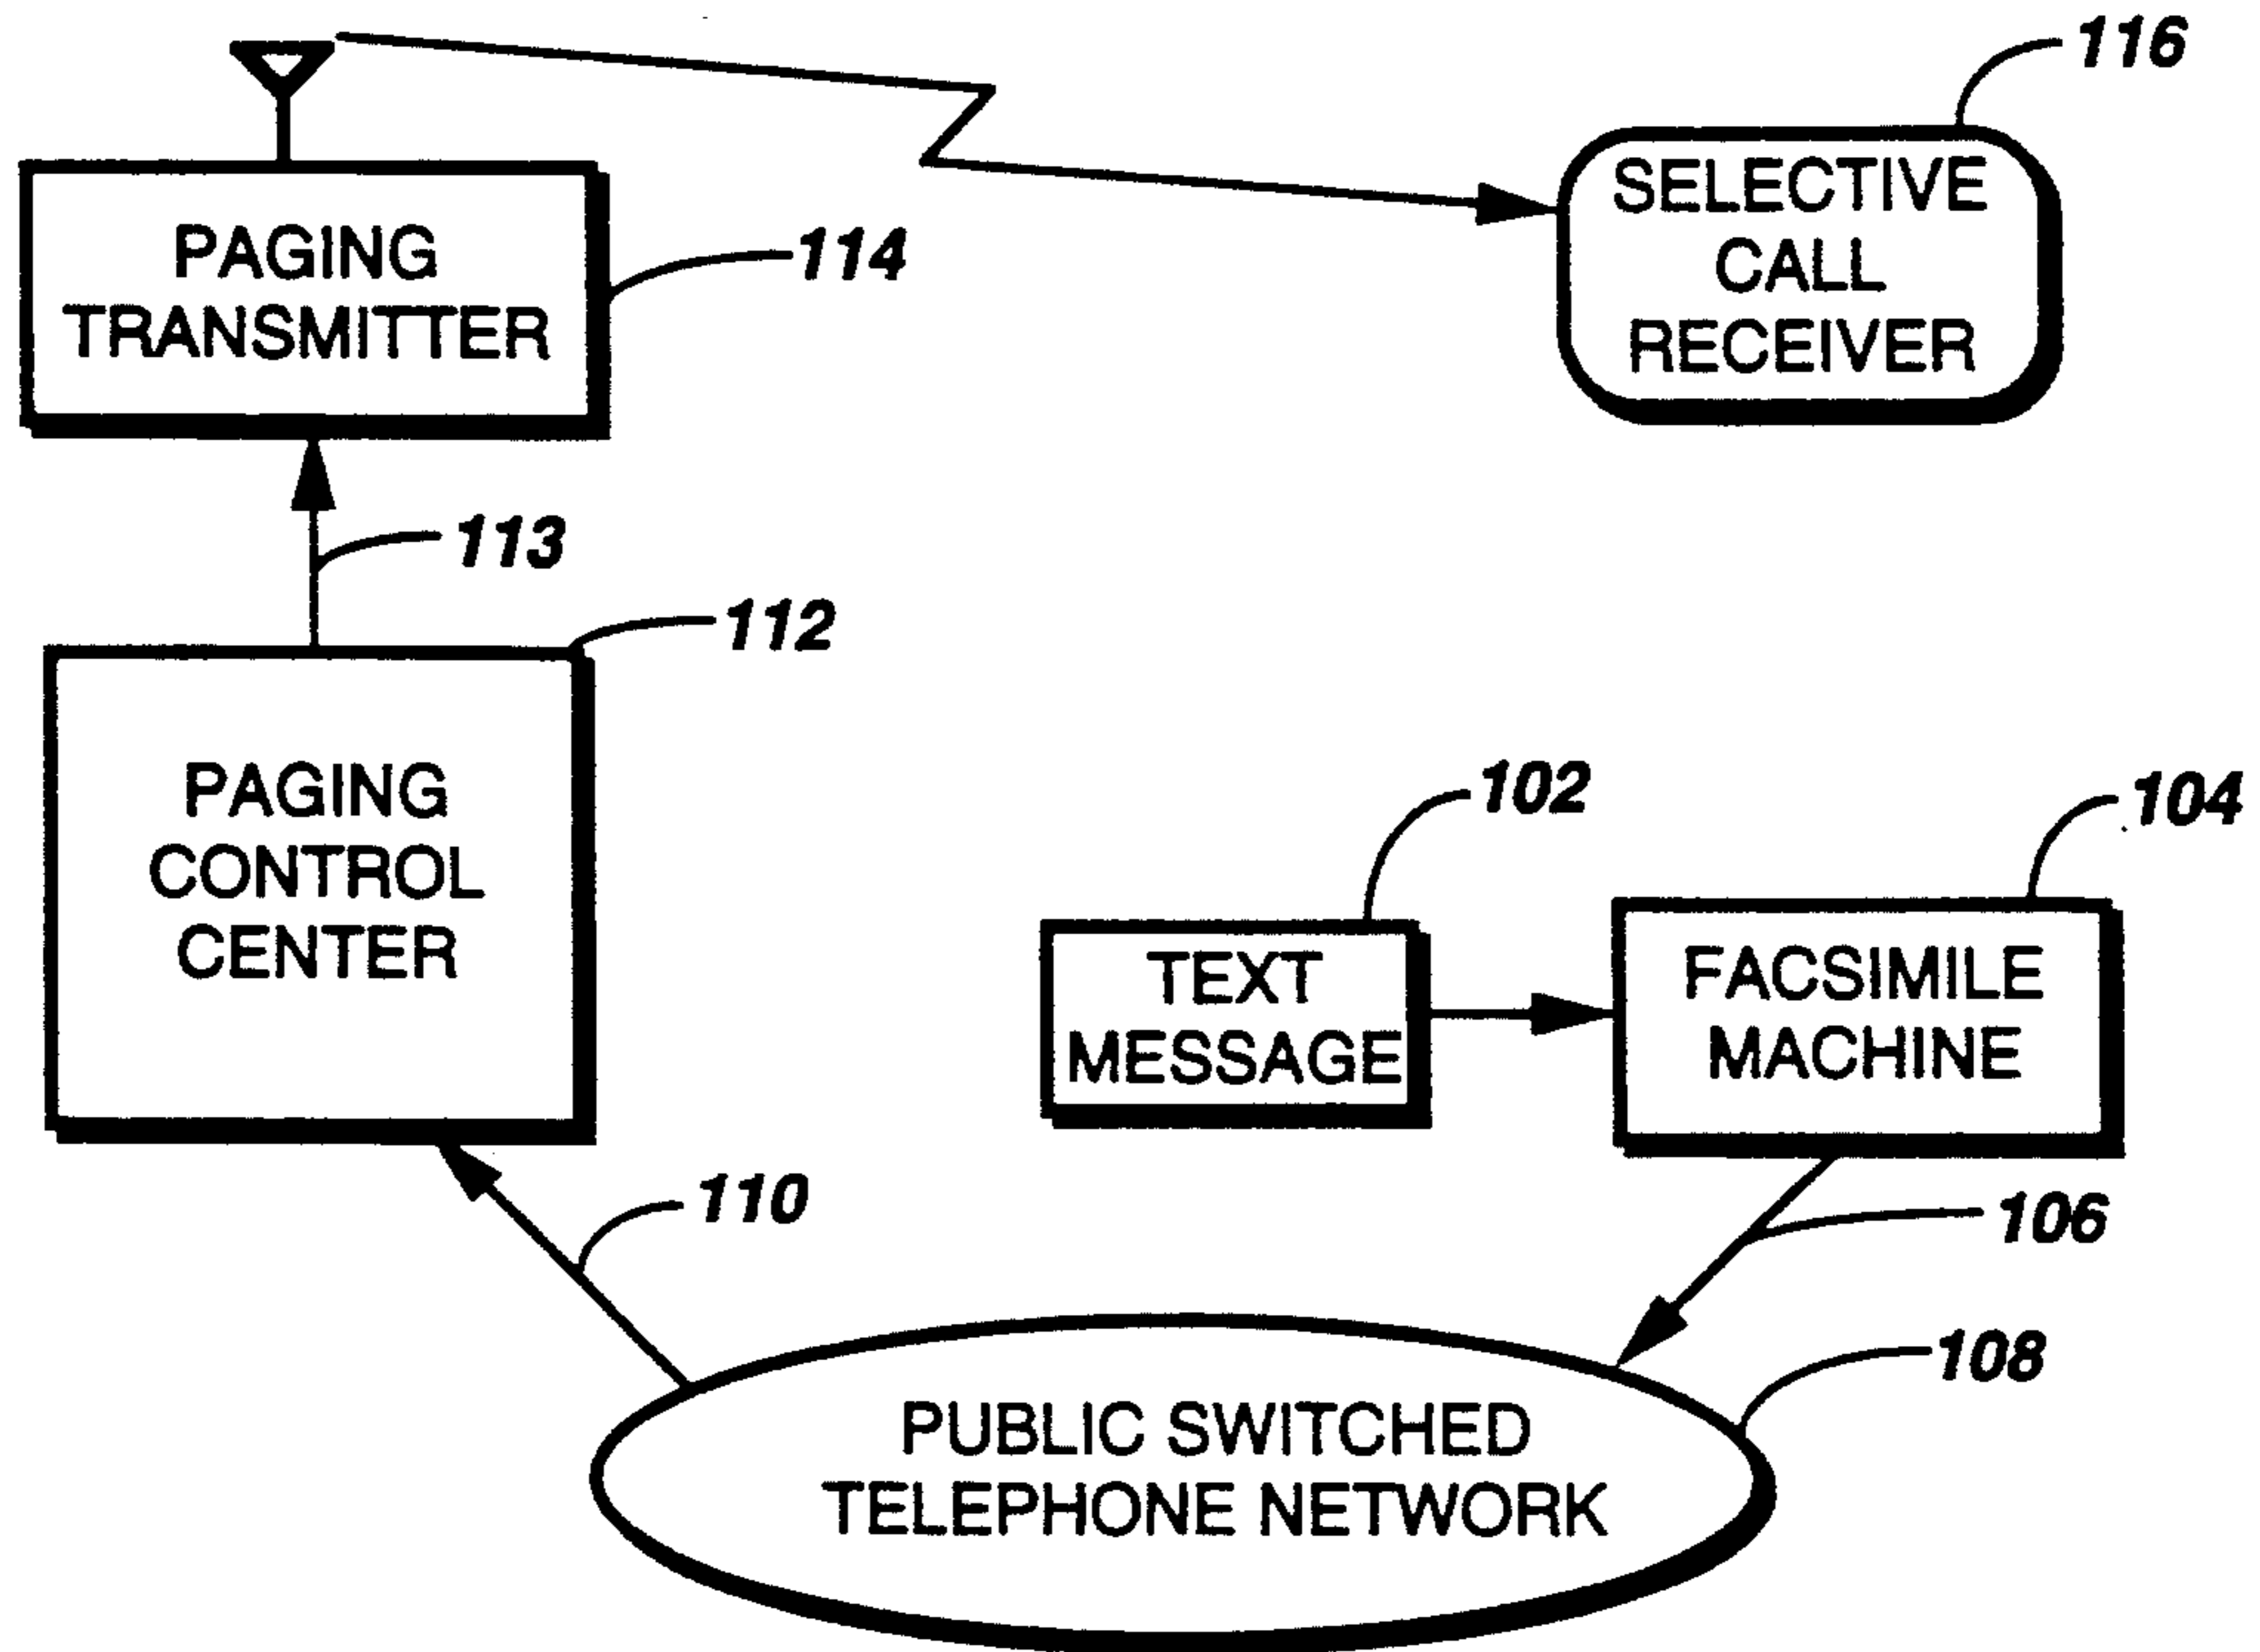 116
SELECTIVE
CALL
RECEIVER
PAGING
TRANSMITTER
114
113
112
PAGING
CONTROL
CENTER
102
TEXT
MESSAGE
104
FACSIMILE
MACHINE
110
106
108
PUBLIC SWITCHED
TELEPHONE NETWORK